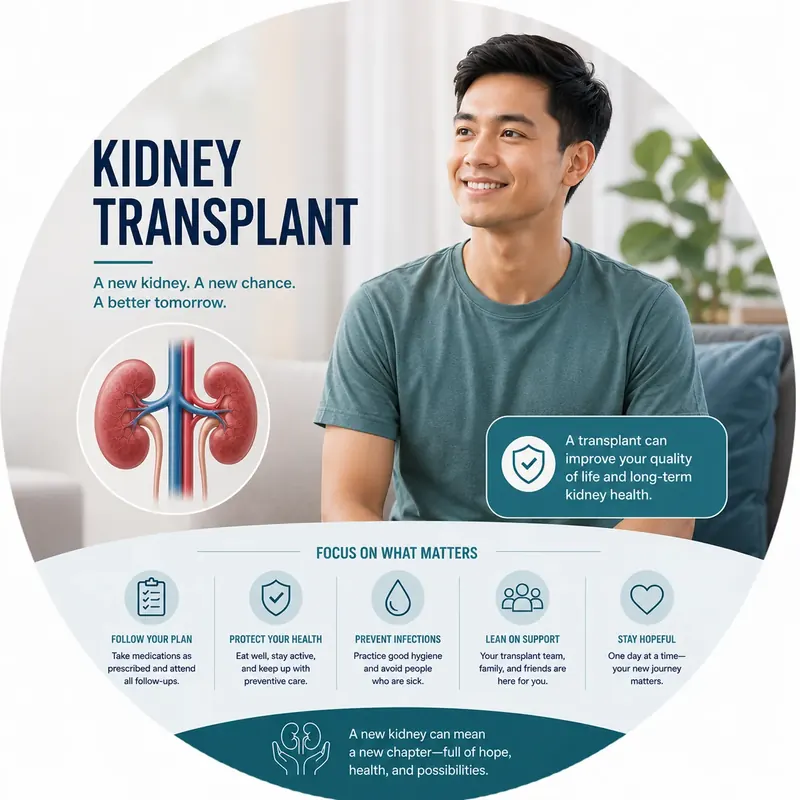 KIDNEY
TRANSPLANT
A new kidney. A new chance.
A better tomorrow.
A transplant can
improve your quality
of life and long-term
kidney health.
FOCUS ON WHAT MATTERS
FOLLOW YOUR PLAN
Take medications as
prescribed and attend
all follow-ups.
PROTECT YOUR HEALTH
Eat well, stay active,
and keep up with
preventive care.
PREVENT INFECTIONS
Practice good hygiene
and avoid people
who are sick.
LEAN ON SUPPORT
Your transplant team,
family, and friends are
here for you.
STAY HOPEFUL
One day at a time—
your new journey
matters.
A new kidney can mean
a new chapter—full of hope,
health, and possibilities.